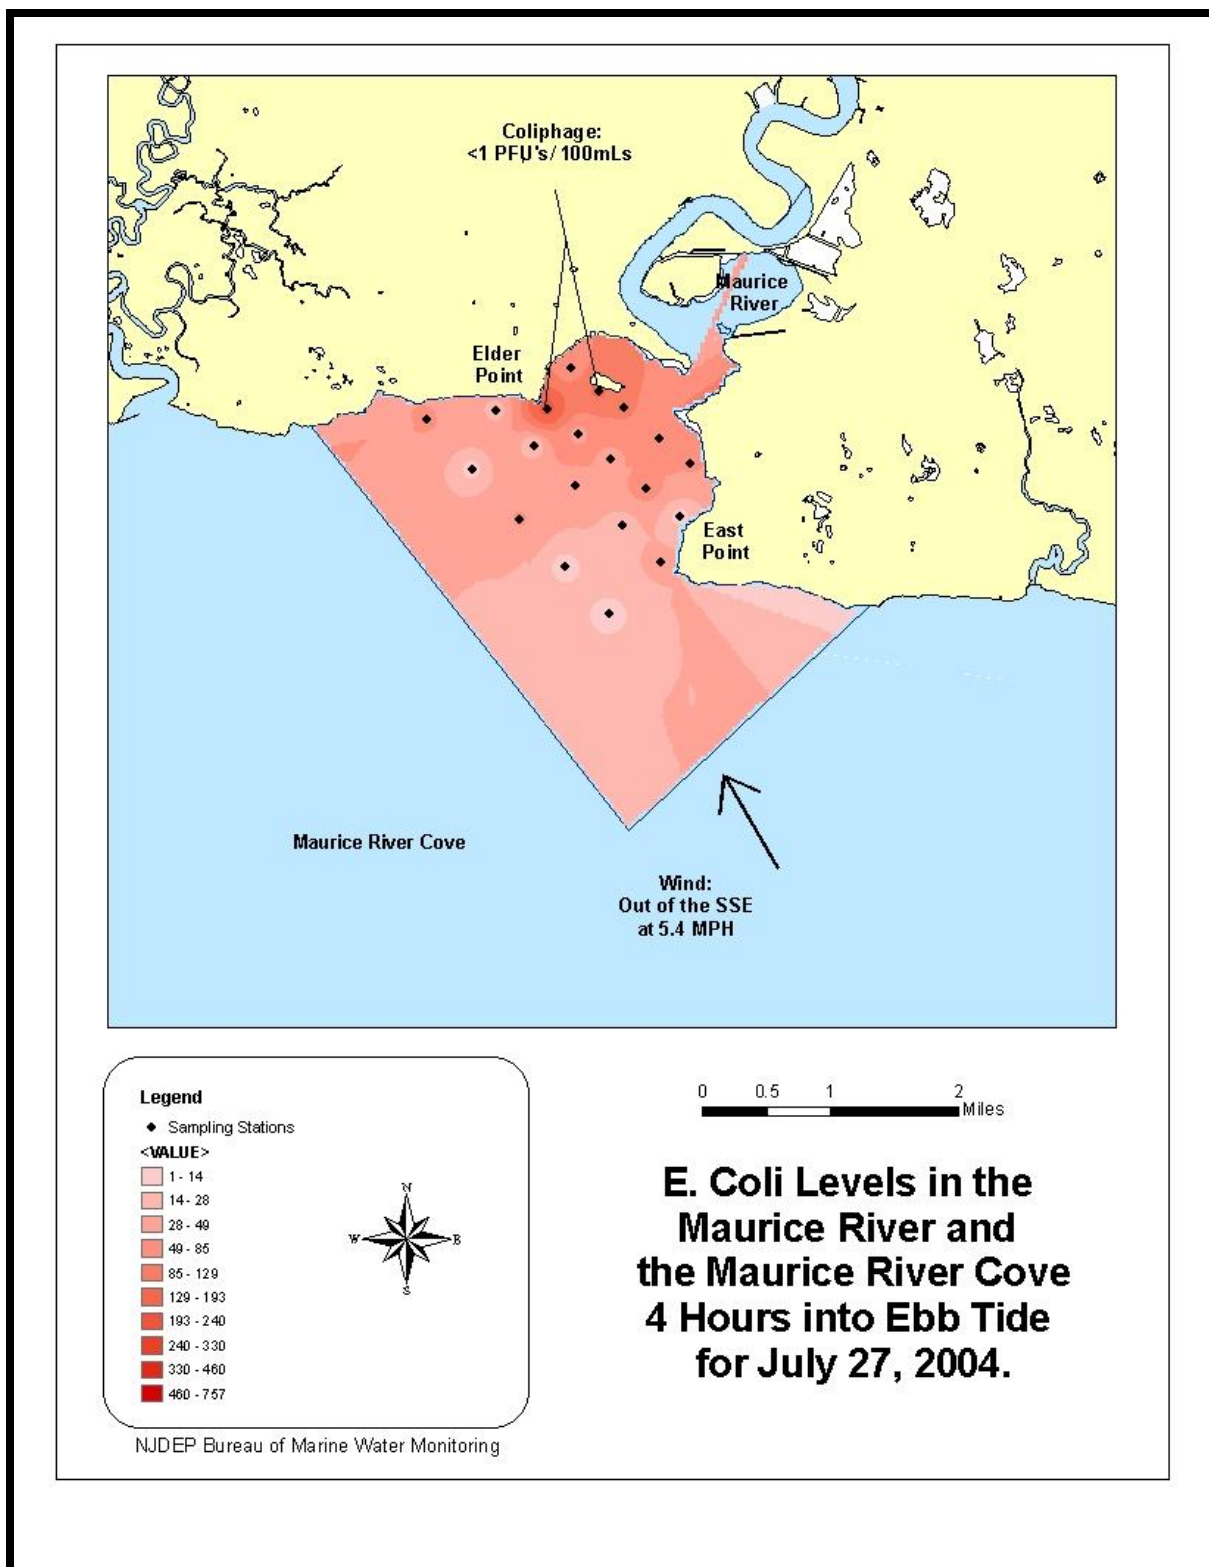 Coliphage:
<1 PFU's/ 100mLs
Maurice
River
Elder
Point
East
Point
Maurice River Cove
Wind:
Out of the SSE
at 5.4 MPH
Legend
Sampling Stations
<VALUE>
1 - 14
14 - 28
28 - 49
49 - 85
85 - 129
129 - 193
193 - 240
240 - 330
330 - 460
460 - 757
N
W
E
S
0 0.5 1 2
Miles
E. Coli Levels in the
Maurice River and
the Maurice River Cove
4 Hours into Ebb Tide
for July 27, 2004.
NJDEP Bureau of Marine Water Monitoring